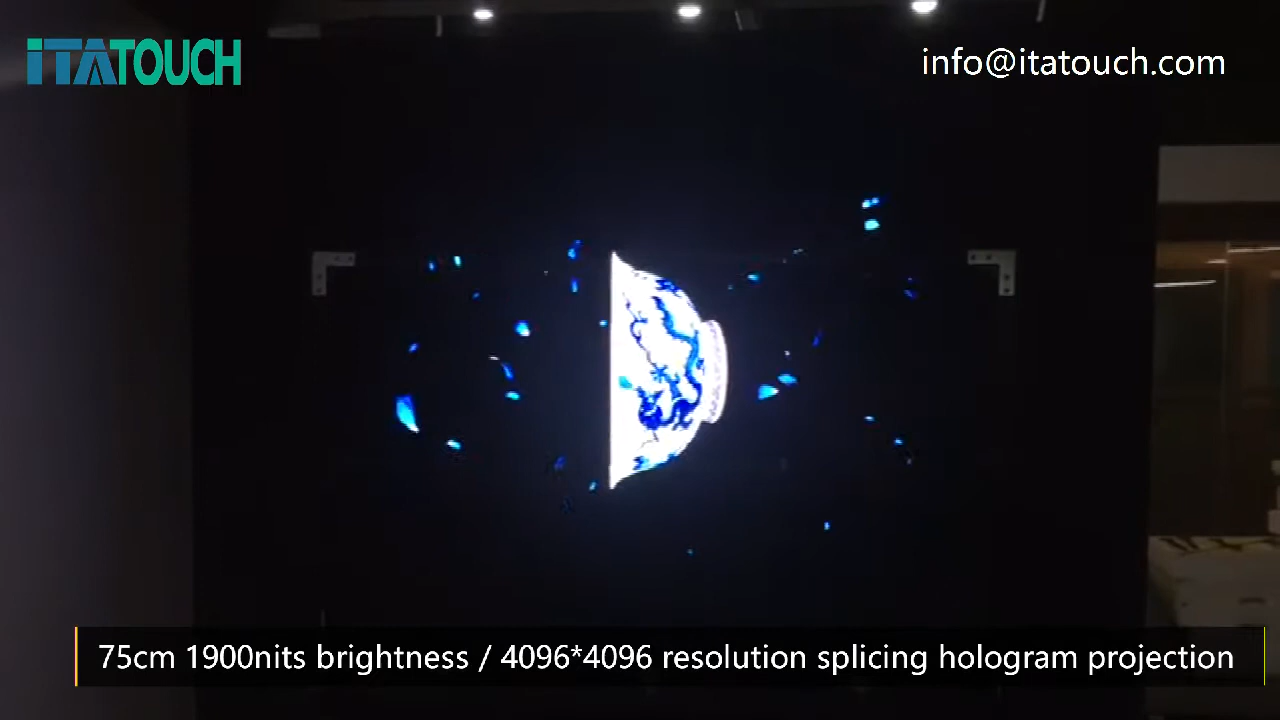 iTATOUCH
info@itatouch.com
75cm 1900nits brightness / 4096*4096 resolution splicing hologram projection